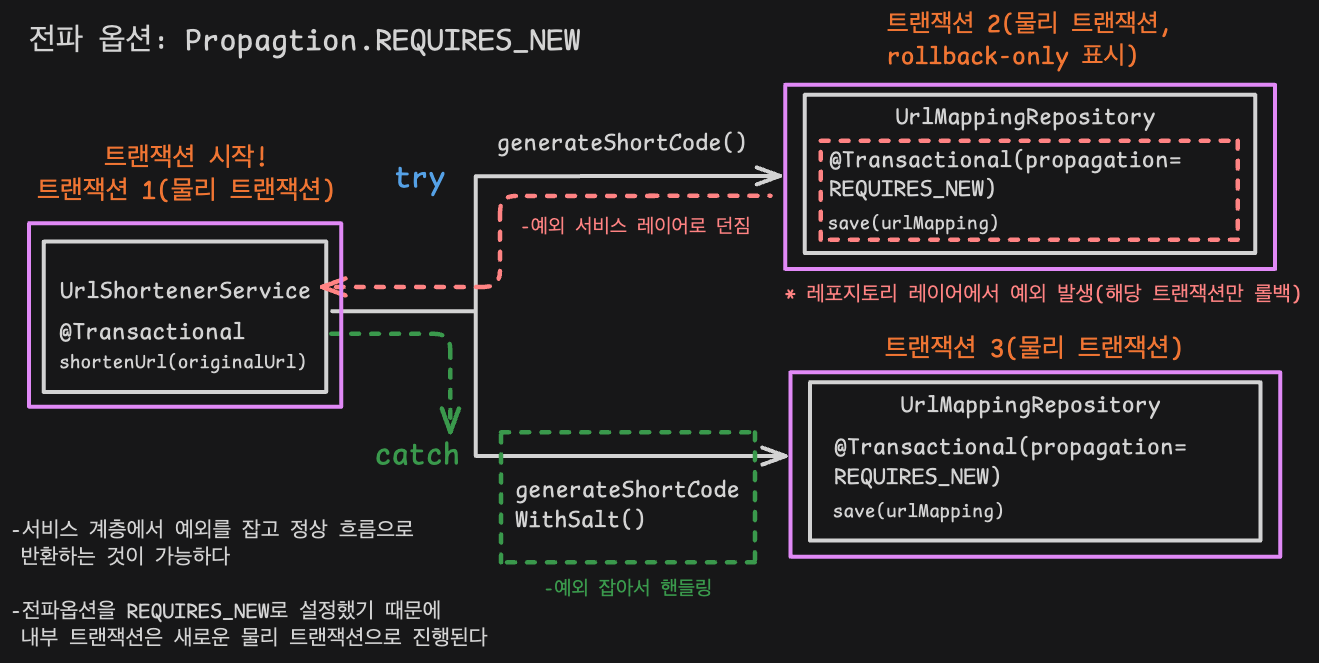 전파 옵션: Propagtion.REQUIRES_NEW
트랜잭션 2(물리 트랜잭션,
rollback-only 표시)
UrlMappingRepository
@Transactional(propagation=
REQUIRES_NEW)
save(urlMapping)
* 레포지토리 레이어에서 예외 발생(해당 트랜잭션만 롤백)
generateShortCode()
try
-예외 서비스 레이어로 던짐
트랜잭션 시작!
트랜잭션 1(물리 트랜잭션)
UrlShortenerService
@Transactional
shortenUrl(originalUrl)
catch
generateShortCode
WithSalt()
-예외 잡아서 핸들링
트랜잭션 3(물리 트랜잭션)
UrlMappingRepository
@Transactional(propagation=
REQUIRES_NEW)
save(urlMapping)
-서비스 계층에서 예외를 잡고 정상 흐름으로
반환하는 것이 가능하다
-전파옵션을 REQUIRES_NEW로 설정했기 때문에
내부 트랜잭션은 새로운 물리 트랜잭션으로 진행된다